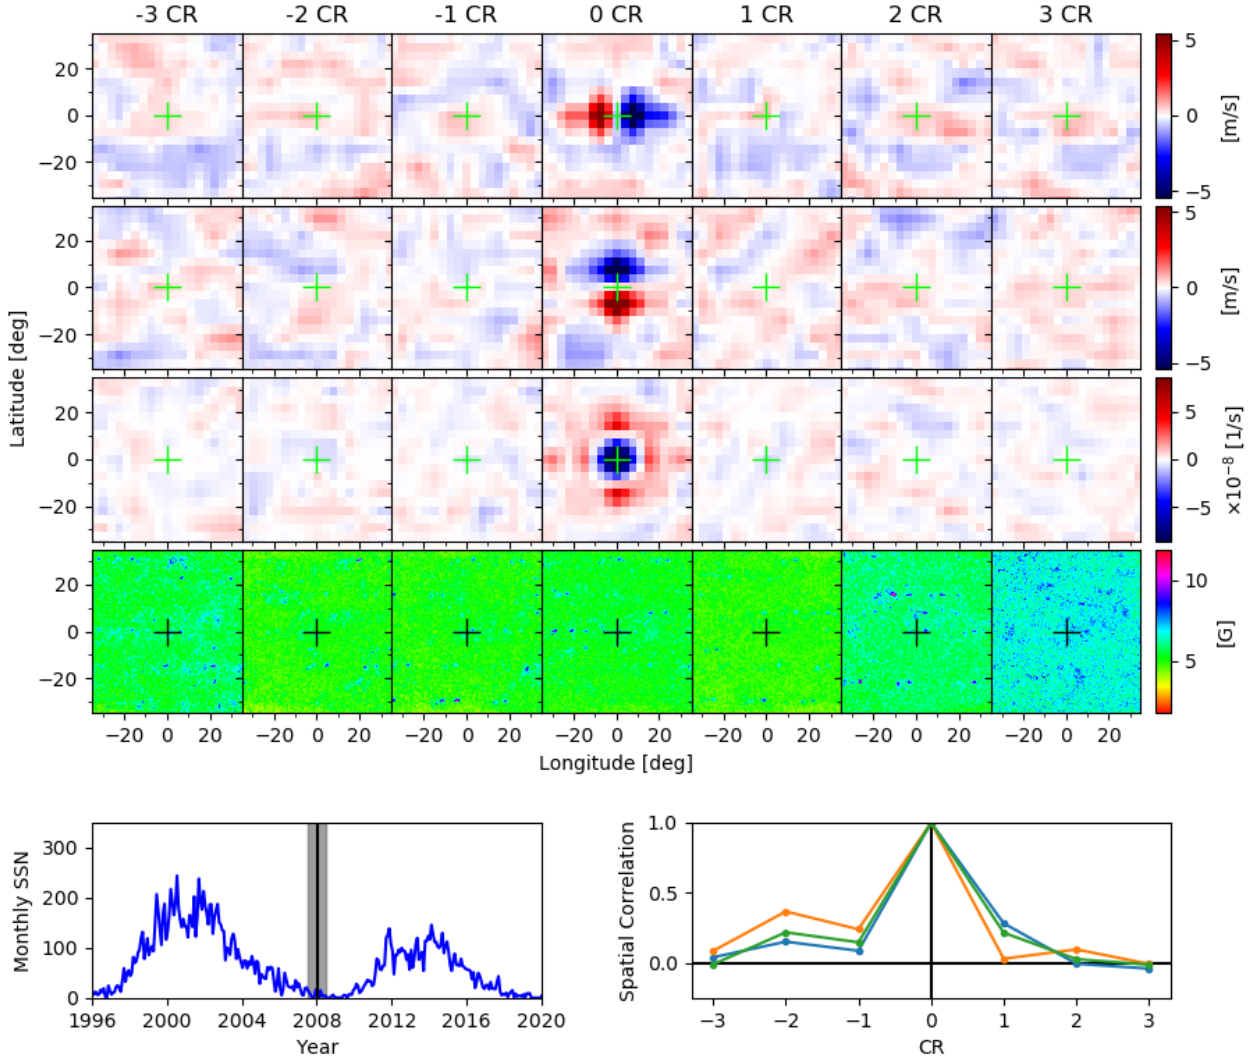 -3 CR -2 CR -1 CR 0 CR 1 CR 2 CR 3 CR
20
0
−20
5
0
−5
[m/s]
20
0
−20
5
0
−5
[m/s]
20
0
−20
5
0
−5
×10⁻⁸ [1/s]
20
0
−20
10
5
[G]
Latitude [deg]
−20 0 20 −20 0 20 −20 0 20 −20 0 20 −20 0 20 −20 0 20 −20 0 20
Longitude [deg]
300
200
100
0
Monthly SSN
1996 2000 2004 2008 2012 2016 2020
Year
1.0
0.5
0.0
Spatial Correlation
−3 −2 −1 0 1 2 3
CR